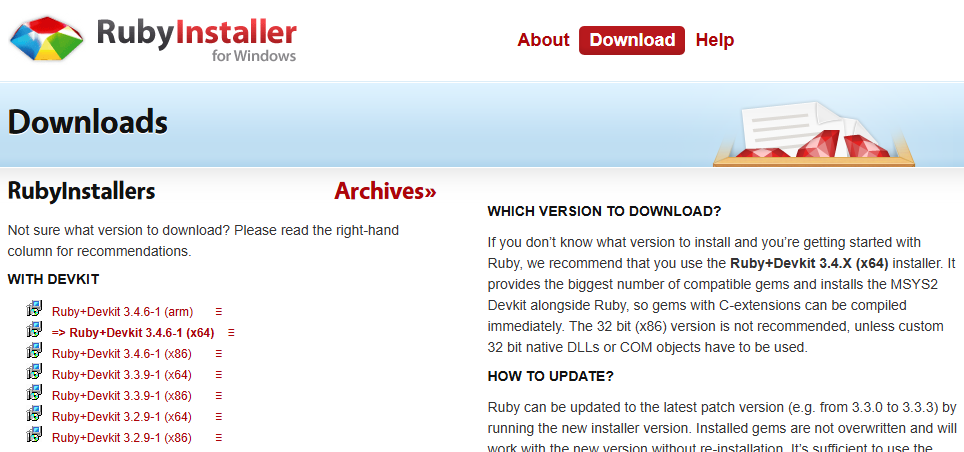 RubyInstaller
for Windows
About Download Help
Downloads
RubyInstallers
Archives»
Not sure what version to download? Please read the right-hand
column for recommendations.
WITH DEVKIT
Ruby+Devkit 3.4.6-1 (arm)
=> Ruby+Devkit 3.4.6-1 (x64)
Ruby+Devkit 3.4.6-1 (x86)
Ruby+Devkit 3.3.9-1 (x64)
Ruby+Devkit 3.3.9-1 (x86)
Ruby+Devkit 3.2.9-1 (x64)
Ruby+Devkit 3.2.9-1 (x86)
WHICH VERSION TO DOWNLOAD?
If you don’t know what version to install and you’re getting started with
Ruby, we recommend that you use the Ruby+Devkit 3.4.X (x64) installer. It
provides the biggest number of compatible gems and installs the MSYS2
Devkit alongside Ruby, so gems with C-extensions can be compiled
immediately. The 32 bit (x86) version is not recommended, unless custom
32 bit native DLLs or COM objects have to be used.
HOW TO UPDATE?
Ruby can be updated to the latest patch version (e.g. from 3.3.0 to 3.3.3) by
running the new installer version. Installed gems are not overwritten and will
work with the new version without re-installation. It’s sufficient to use the